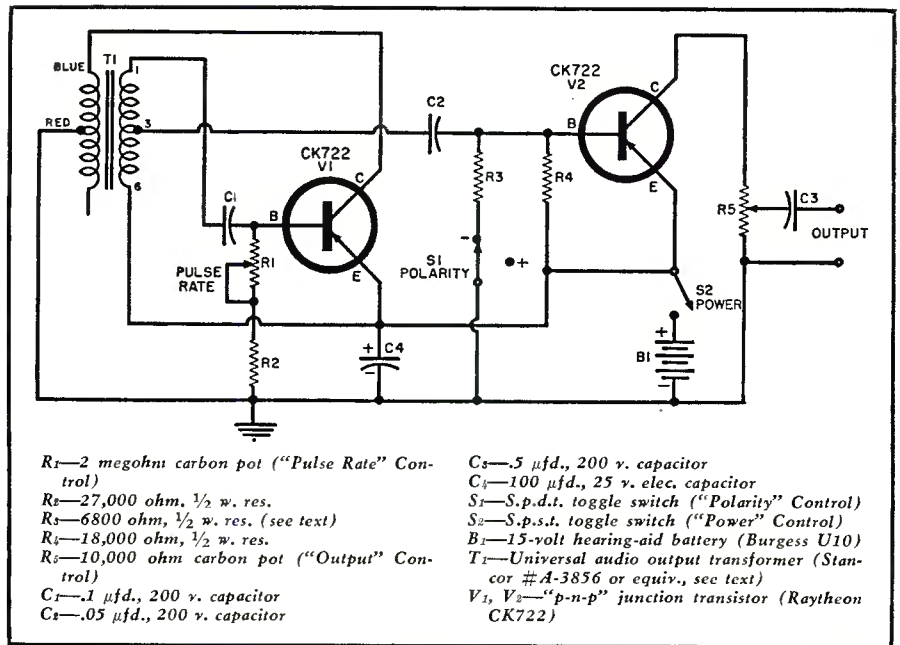 BLUE
T1
1
RED
3
6
C1
B
C
CK722
V1
E
R1
PULSE
RATE
R2
+
C4
-
C2
R3
R4
-
S1
POLARITY
+
CK722
V2
B
C
E
R5
C3
OUTPUT
S2
POWER
+
B1
-
R1—2 megohm carbon pot ("Pulse Rate" Con-
trol)
R2—27,000 ohm, ½ w. res.
R3—6800 ohm, ½ w. res. (see text)
R4—18,000 ohm, ½ w. res.
R5—10,000 ohm carbon pot ("Output" Con-
trol)
C1—.1 μfd., 200 v. capacitor
C2—.05 μfd., 200 v. capacitor
C3—.5 μfd., 200 v. capacitor
C4—100 μfd., 25 v. elec. capacitor
S1—S.p.d.t. toggle switch ("Polarity" Control)
S2—S.p.s.t. toggle switch ("Power" Control)
B1—15-volt hearing-aid battery (Burgess U10)
T1—Universal audio output transformer (Stan-
cor #A-3856 or equiv., see text)
V1, V2—"p-n-p" junction transistor (Raytheon
CK722)